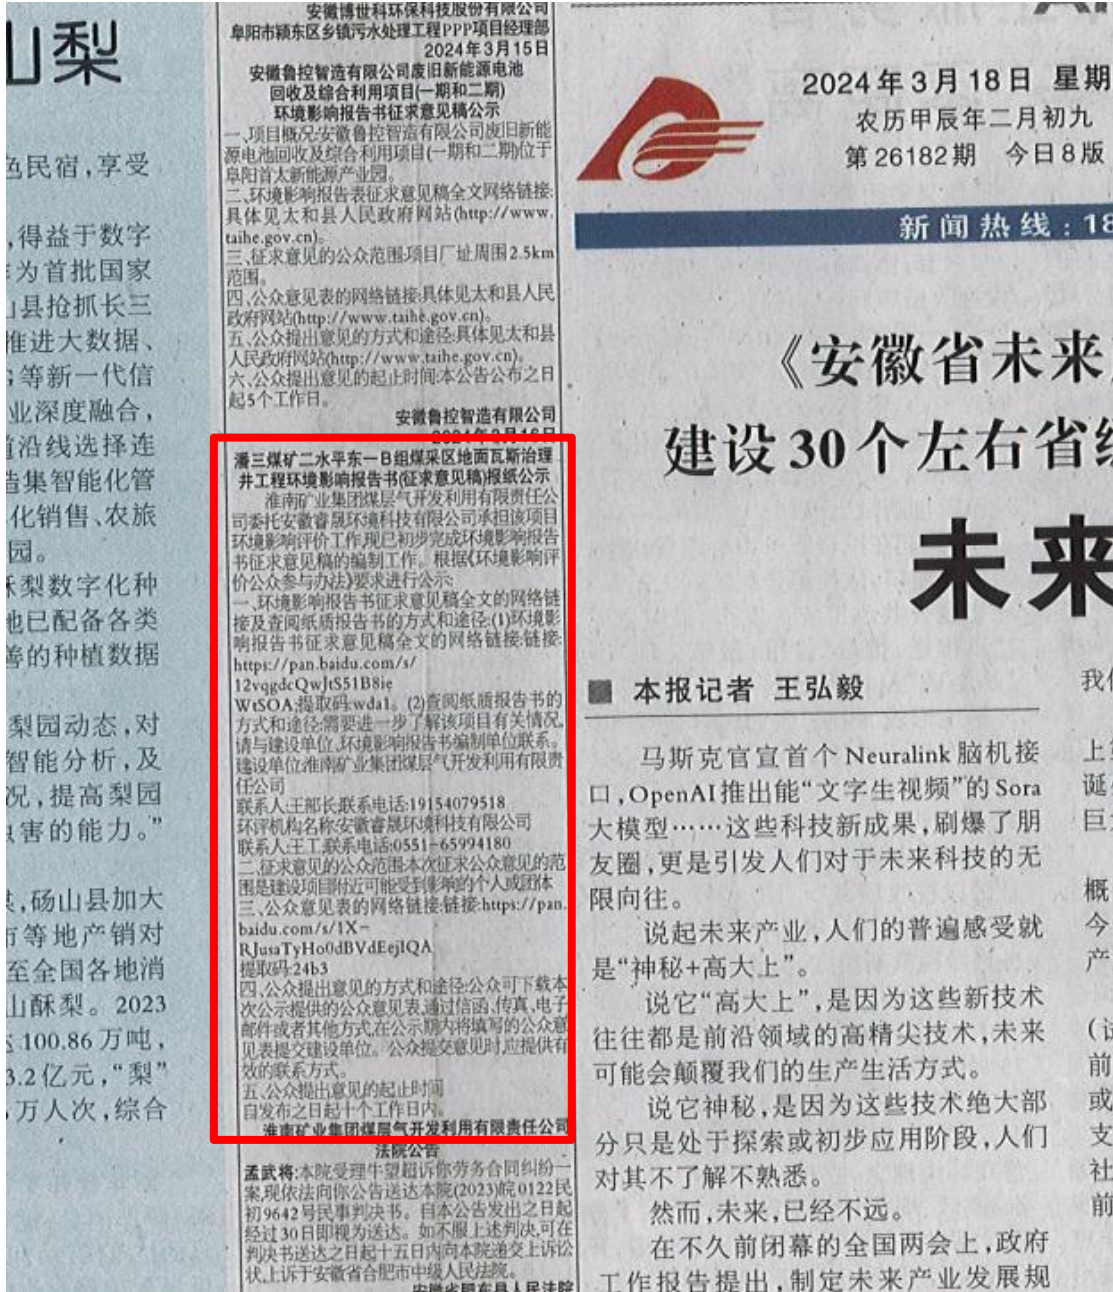 山梨
色民宿，享受
，得益于数字
作为首批国家
山县抢抓长三
推进大数据、
等新一代信
业深度融合，
沿线选择连
集智能化管
化销售、农旅
园。
酥梨数字化种
地已配备各类
善的种植数据
梨园动态，对
智能分析，及
况，提高梨园
虫害的能力。”
，砀山县加大
市等地产销对
至全国各地消
山酥梨。2023
100.86万吨，
3.2亿元，“梨”
万人次，综合
安徽博世科环保科技股份有限公司
阜阳市颍东区乡镇污水处理工程PPP项目经理部
2024年3月15日
安徽鲁控智造有限公司废旧新能源电池
回收及综合利用项目(一期和二期)
环境影响报告书征求意见稿公示
一、项目概况:安徽鲁控智造有限公司废旧新能
源电池回收及综合利用项目(一期和二期)位于
阜阳首太新能源产业园。
二、环境影响报告表征求意见稿全文网络链接:
具体见太和县人民政府网站(http://www.
taihe.gov.cn)。
三、征求意见的公众范围:项目厂址周围2.5km
范围。
四、公众意见表的网络链接:具体见太和县人民
政府网站(http://www.taihe.gov.cn)。
五、公众提出意见的方式和途径:具体见太和县
人民政府网站(http://www.taihe.gov.cn)。
六、公众提出意见的起止时间:本公告公布之日
起5个工作日。
安徽鲁控智造有限公司
2024年3月16日
潘三煤矿二水平东一B组煤采区地面瓦斯治理
井工程环境影响报告书(征求意见稿)报纸公示
淮南矿业集团煤层气开发利用有限责任公
司委托安徽睿晟环境科技有限公司承担该项目
环境影响评价工作,现已初步完成环境影响报告
书征求意见稿的编制工作。根据《环境影响评
价公众参与办法》要求进行公示:
一、环境影响报告书征求意见稿全文的网络链
接及查阅纸质报告书的方式和途径:(1)环境影
响报告书征求意见稿全文的网络链接:链接:
https://pan.baidu.com/s/
12vqgdcQwJtS51B8ie
WtSOA;提取码:wda1。(2)查阅纸质报告书的
方式和途径:需要进一步了解该项目有关情况,
请与建设单位、环境影响报告书编制单位联系。
建设单位:淮南矿业集团煤层气开发利用有限责
任公司
联系人:王部长;联系电话:19154079518
环评机构名称:安徽睿晟环境科技有限公司
联系人:王工;联系电话:0551-65994180
二、征求意见的公众范围:本次征求公众意见的范
围是建设项目附近可能受到影响的个人或团体
三、公众意见表的网络链接:链接:https://pan.
baidu.com/s/1X-
RJusaTyHo0dBVdEejlQA
提取码:24b3
四、公众提出意见的方式和途径:公众可下载本
次公示提供的公众意见表,通过信函、传真、电子
邮件或者其他方式,在公示期内将填写的公众意
见表提交建设单位。公众提交意见时,应提供有
效的联系方式。
五、公众提出意见的起止时间
自发布之日起十个工作日内。
淮南矿业集团煤层气开发利用有限责任公司
法院公告
孟武将:本院受理牛望超诉你劳务合同纠纷一
案,现依法向你公告送达本院(2023)皖0122民
初9642号民事判决书。自本公告发出之日起
经过30日即视为送达。如不服上述判决,可在
判决书送达之日起十五日内向本院递交上诉讼
状,上诉于安徽省合肥市中级人民法院。
安徽省肥东县人民法院
2024年3月18日 星期
农历甲辰年二月初九
第26182期 今日8版
新闻热线：18
《安徽省未来
建设30个左右省级
未来
本报记者 王弘毅
马斯克官宣首个Neuralink脑机接
口，OpenAI推出能“文字生视频”的Sora
大模型……这些科技新成果，刷爆了朋
友圈，更是引发人们对于未来科技的无
限向往。
说起未来产业，人们的普遍感受就
是“神秘+高大上”。
说它“高大上”，是因为这些新技术
往往都是前沿领域的高精尖技术，未来
可能会颠覆我们的生产生活方式。
说它神秘，是因为这些技术绝大部
分只是处于探索或初步应用阶段，人们
对其不了解不熟悉。
然而，未来，已经不远。
在不久前闭幕的全国两会上，政府
工作报告提出，制定未来产业发展规
我们
上
诞
巨
概
今
产
前
或
支
社
前